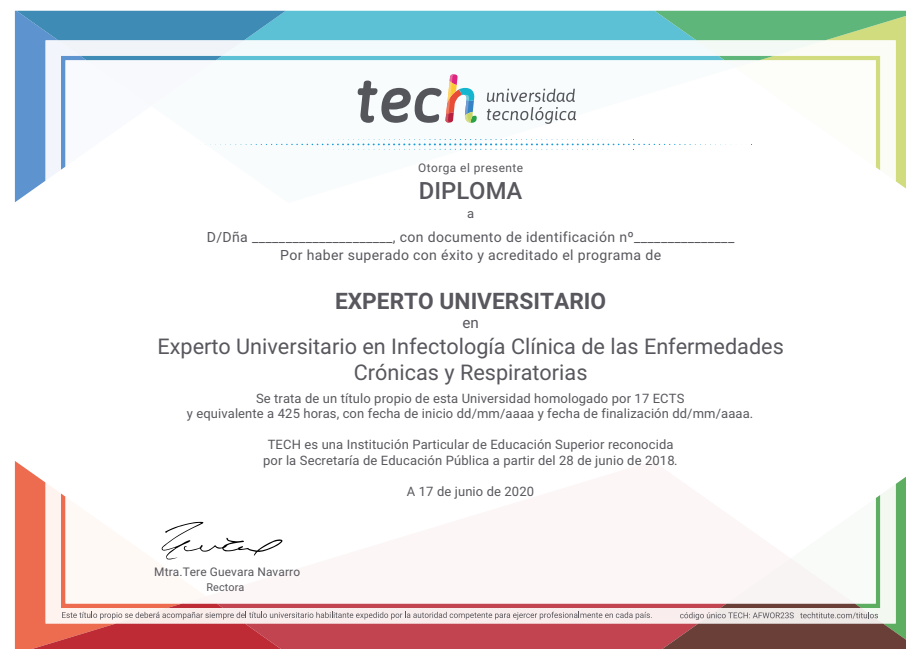 tech universidad
tecnológica
Otorga el presente
DIPLOMA
a
D/Dña _____________________, con documento de identificación nº_______________
Por haber superado con éxito y acreditado el programa de
EXPERTO UNIVERSITARIO
en
Experto Universitario en Infectología Clínica de las Enfermedades
Crónicas y Respiratorias
Se trata de un título propio de esta Universidad homologado por 17 ECTS
y equivalente a 425 horas, con fecha de inicio dd/mm/aaaa y fecha de finalización dd/mm/aaaa.
TECH es una Institución Particular de Educación Superior reconocida
por la Secretaría de Educación Pública a partir del 28 de junio de 2018.
A 17 de junio de 2020
Mtra.Tere Guevara Navarro
Rectora
Este título propio se deberá acompañar siempre del título universitario habilitante expedido por la autoridad competente para ejercer profesionalmente en cada país. código único TECH: AFWOR23S techtitute.com/titulos